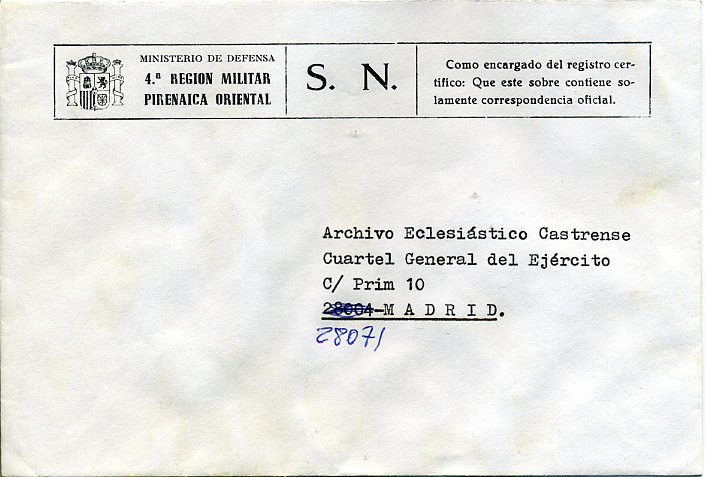 MINISTERIO DE DEFENSA
4.ª REGION MILITAR
PIRENAICA ORIENTAL
S. N.
Como encargado del registro cer-
tifico: Que este sobre contiene so-
lamente correspondencia oficial.
Archivo Eclesiástico Castrense
Cuartel General del Ejército
C/ Prim 10
28004-M A D R I D.
28071